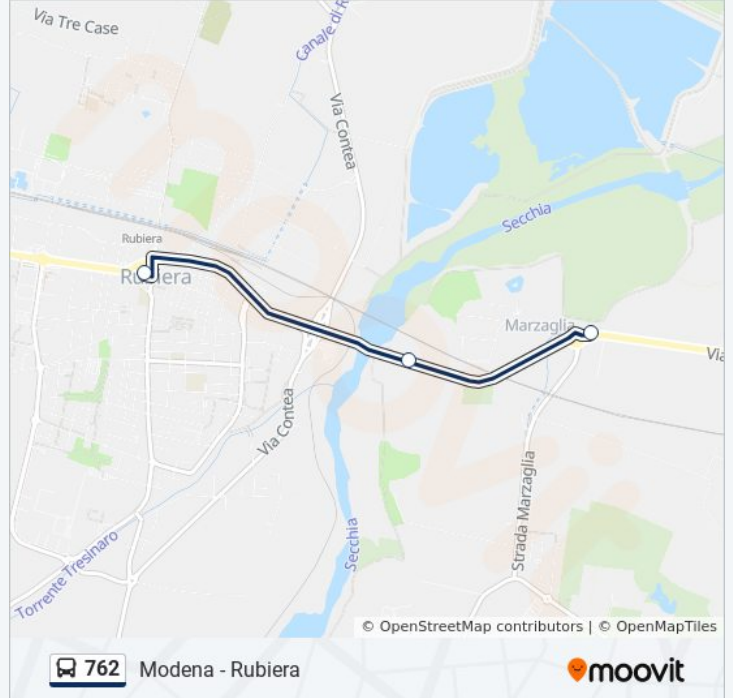 Via Tre Case
Canale di R
Via Contea
Secchia
Rubiera
Rubiera
Marzaglia
Via
Via Contea
Strada Marzaglia
Secchia
Torrente Tresinaro
© OpenStreetMap contributors | © OpenMapTiles
762 Modena - Rubiera
moovit